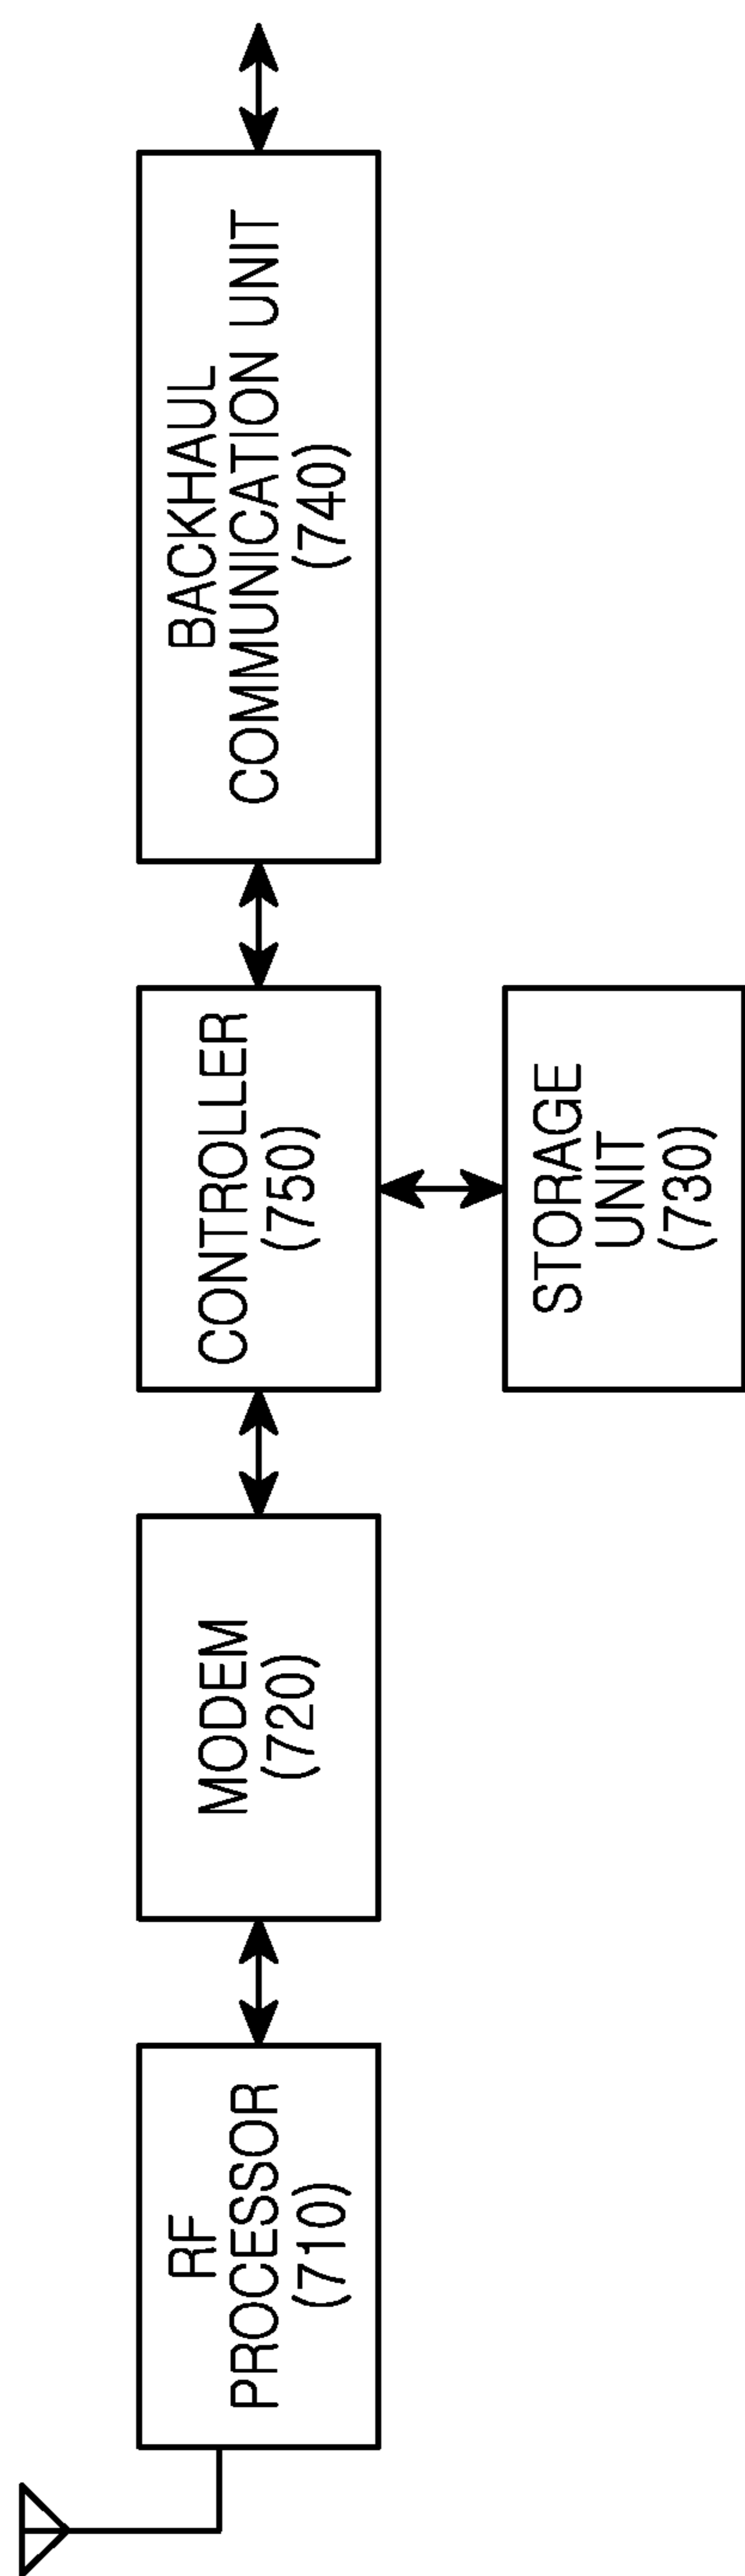 RF
PROCESSOR
(710)
MODEM
(720)
CONTROLLER
(750)
BACKHAUL
COMMUNICATION UNIT
(740)
STORAGE
UNIT
(730)